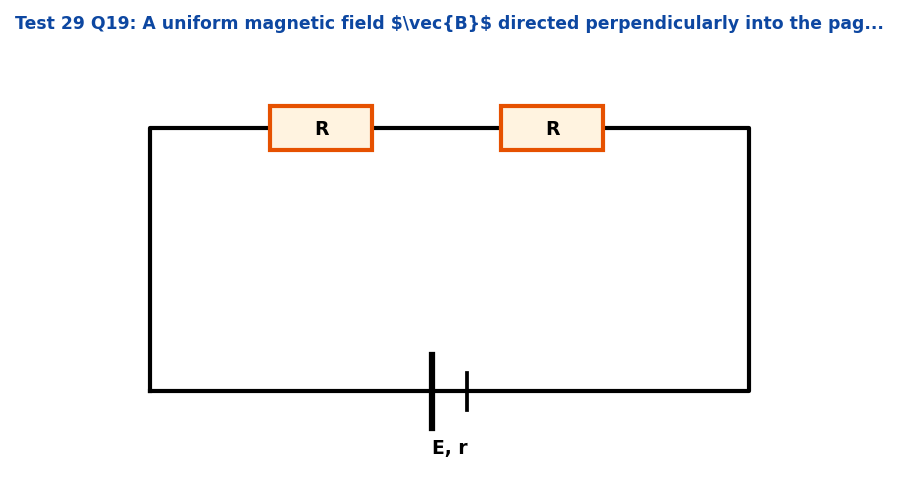 Test 29 Q19: A uniform magnetic field $\vec{B}$ directed perpendicularly into the pag...
R R
E, r